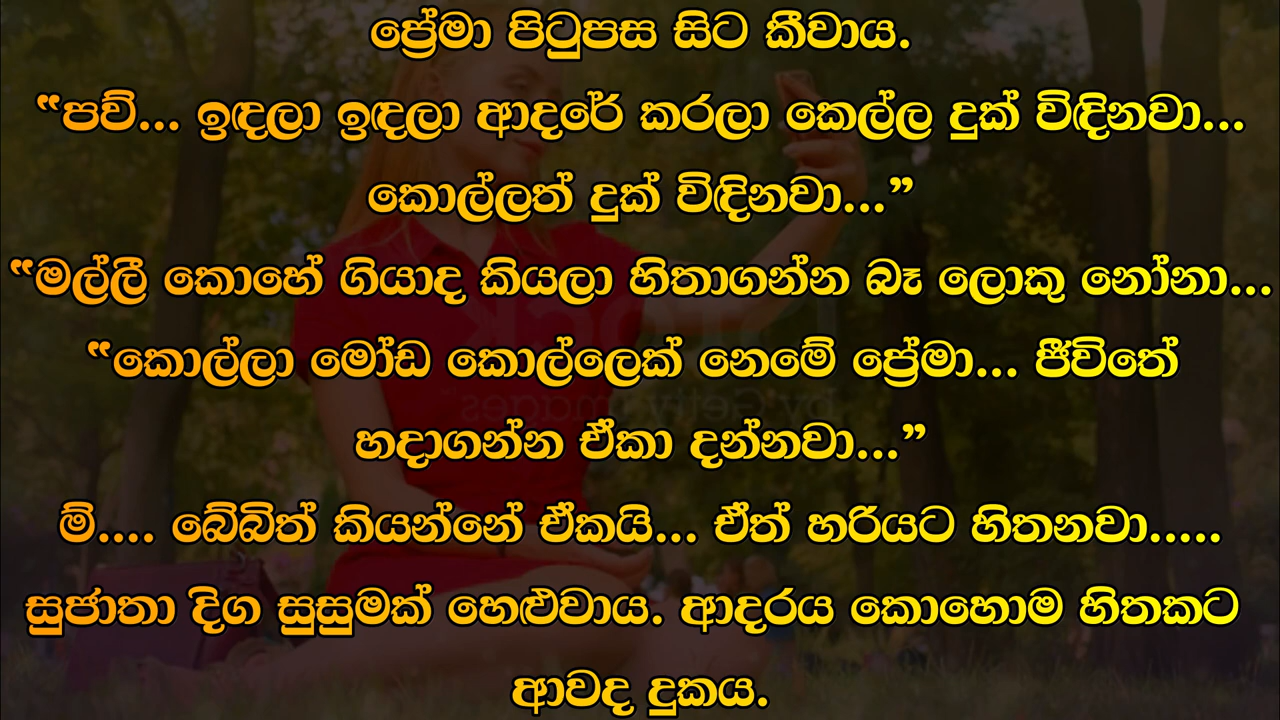 ප්‍රේමා පිටුපස සිට කීවාය.
“පව්... ඉඳලා ඉඳලා ආදරේ කරලා කෙල්ල දුක් විඳිනවා...
කොල්ලත් දුක් විඳිනවා...”
“මල්ලී කොහේ ගියාද කියලා හිතාගන්න බෑ ලොකු නෝනා...
“කොල්ලා මෝඩ කොල්ලෙක් නෙමේ ප්‍රේමා... ජීවිතේ
හදාගන්න ඒකා දන්නවා...”
ම්.... බේබිත් කියන්නේ ඒකයි... ඒත් හරියට හිතනවා.....
සුජාතා දිග සුසුමක් හෙළුවාය. ආදරය කොහොම හිතකට
ආවද දුකය.